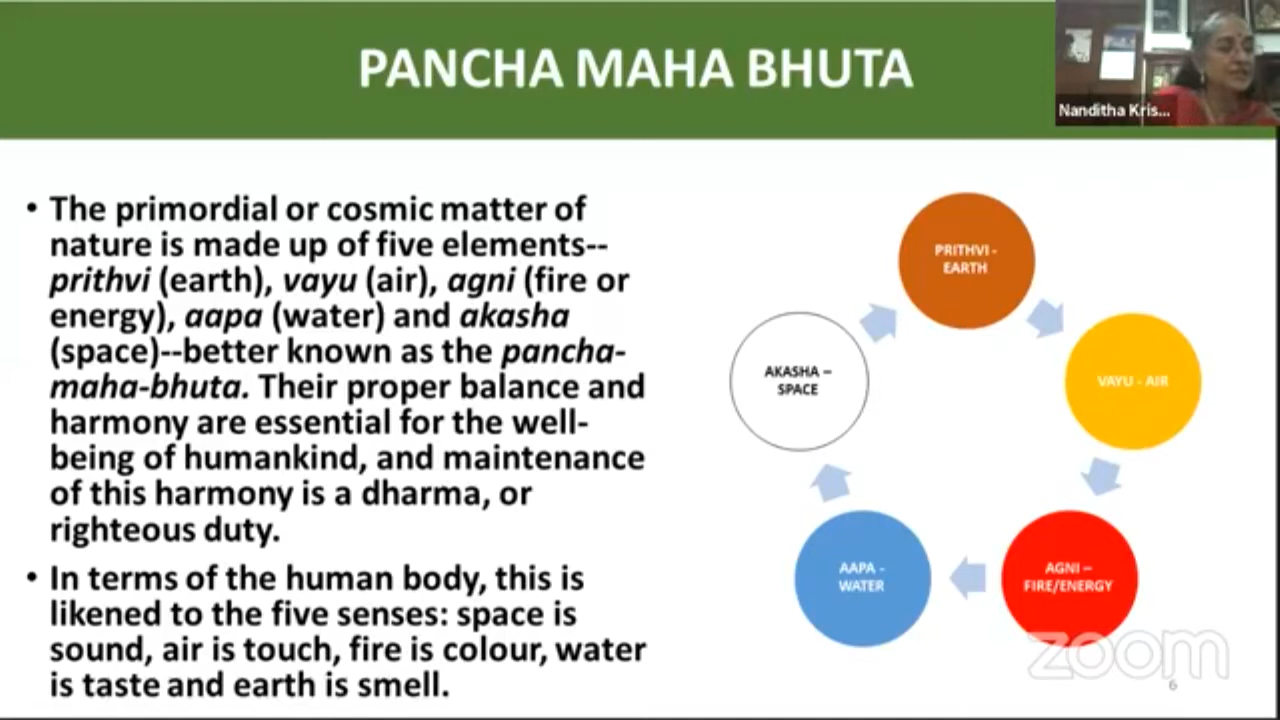 PANCHA MAHA BHUTA
Nanditha Kris...
• The primordial or cosmic matter of
nature is made up of five elements--
prithvi (earth), vayu (air), agni (fire or
energy), aapa (water) and akasha
(space)--better known as the pancha-
maha-bhuta. Their proper balance and
harmony are essential for the well-
being of humankind, and maintenance
of this harmony is a dharma, or
righteous duty.
• In terms of the human body, this is
likened to the five senses: space is
sound, air is touch, fire is colour, water
is taste and earth is smell.
PRITHVI -
EARTH
VAYU - AIR
AGNI –
FIRE/ENERGY
AAPA -
WATER
AKASHA –
SPACE
zoom
6